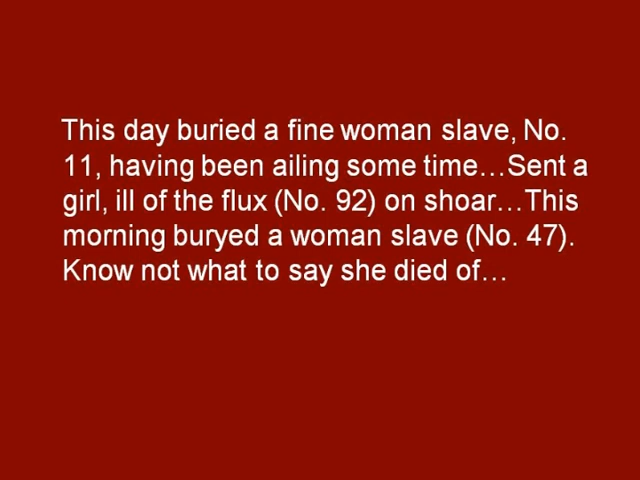 This day buried a fine woman slave, No.
11, having been ailing some time…Sent a
girl, ill of the flux (No. 92) on shoar…This
morning buryed a woman slave (No. 47).
Know not what to say she died of…